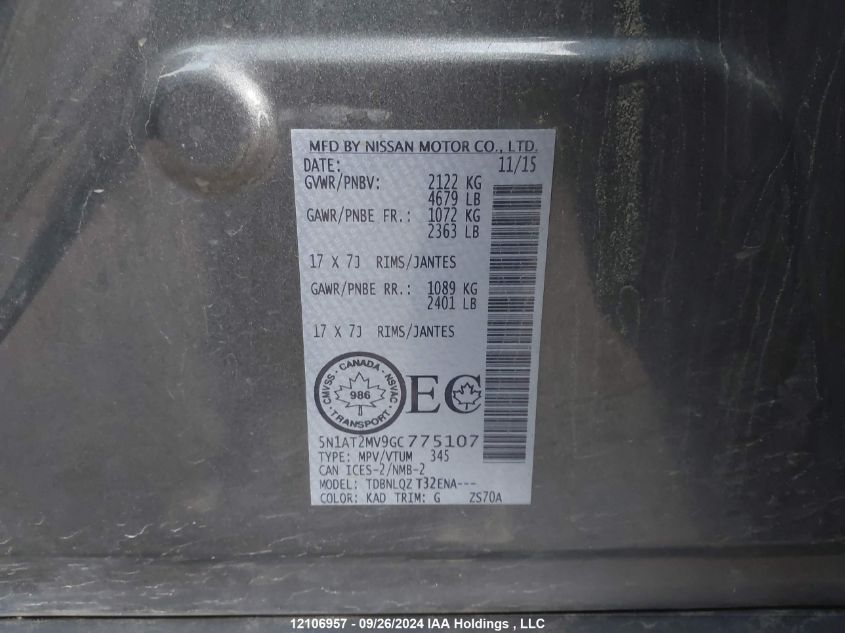 MFD BY NISSAN MOTOR CO., LTD.
DATE: 11/15
GVWR/PNBV: 2122 KG
4679 LB
GAWR/PNBE FR.: 1072 KG
2363 LB
17 X 7J RIMS/JANTES
GAWR/PNBE RR.: 1089 KG
2401 LB
17 X 7J RIMS/JANTES
CANADA
CMVSS - NSVAC
986
TRANSPORT
EC
5N1AT2MV9GC775107
TYPE: MPV/VTUM 345
CAN ICES-2/NMB-2
MODEL: TDBNLQZ T32ENA---
COLOR: KAD TRIM: G ZS70A
12106957 - 09/26/2024 IAA Holdings , LLC